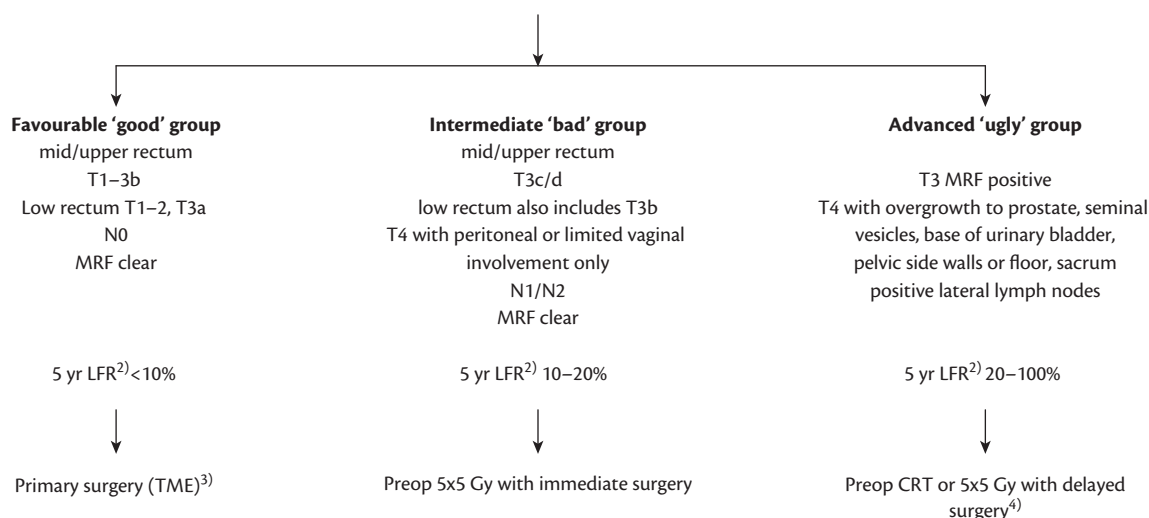 Favourable ‘good’ group
mid/upper rectum
T1–3b
Low rectum T1–2, T3a
N0
MRF clear
5 yr LFR2) <10%
Primary surgery (TME)3)
Intermediate ‘bad’ group
mid/upper rectum
T3c/d
low rectum also includes T3b
T4 with peritoneal or limited vaginal
involvement only
N1/N2
MRF clear
5 yr LFR2) 10–20%
Preop 5x5 Gy with immediate surgery
Advanced ‘ugly’ group
T3 MRF positive
T4 with overgrowth to prostate, seminal
vesicles, base of urinary bladder,
pelvic side walls or floor, sacrum
positive lateral lymph nodes
5 yr LFR2) 20–100%
Preop CRT or 5x5 Gy with delayed
surgery4)